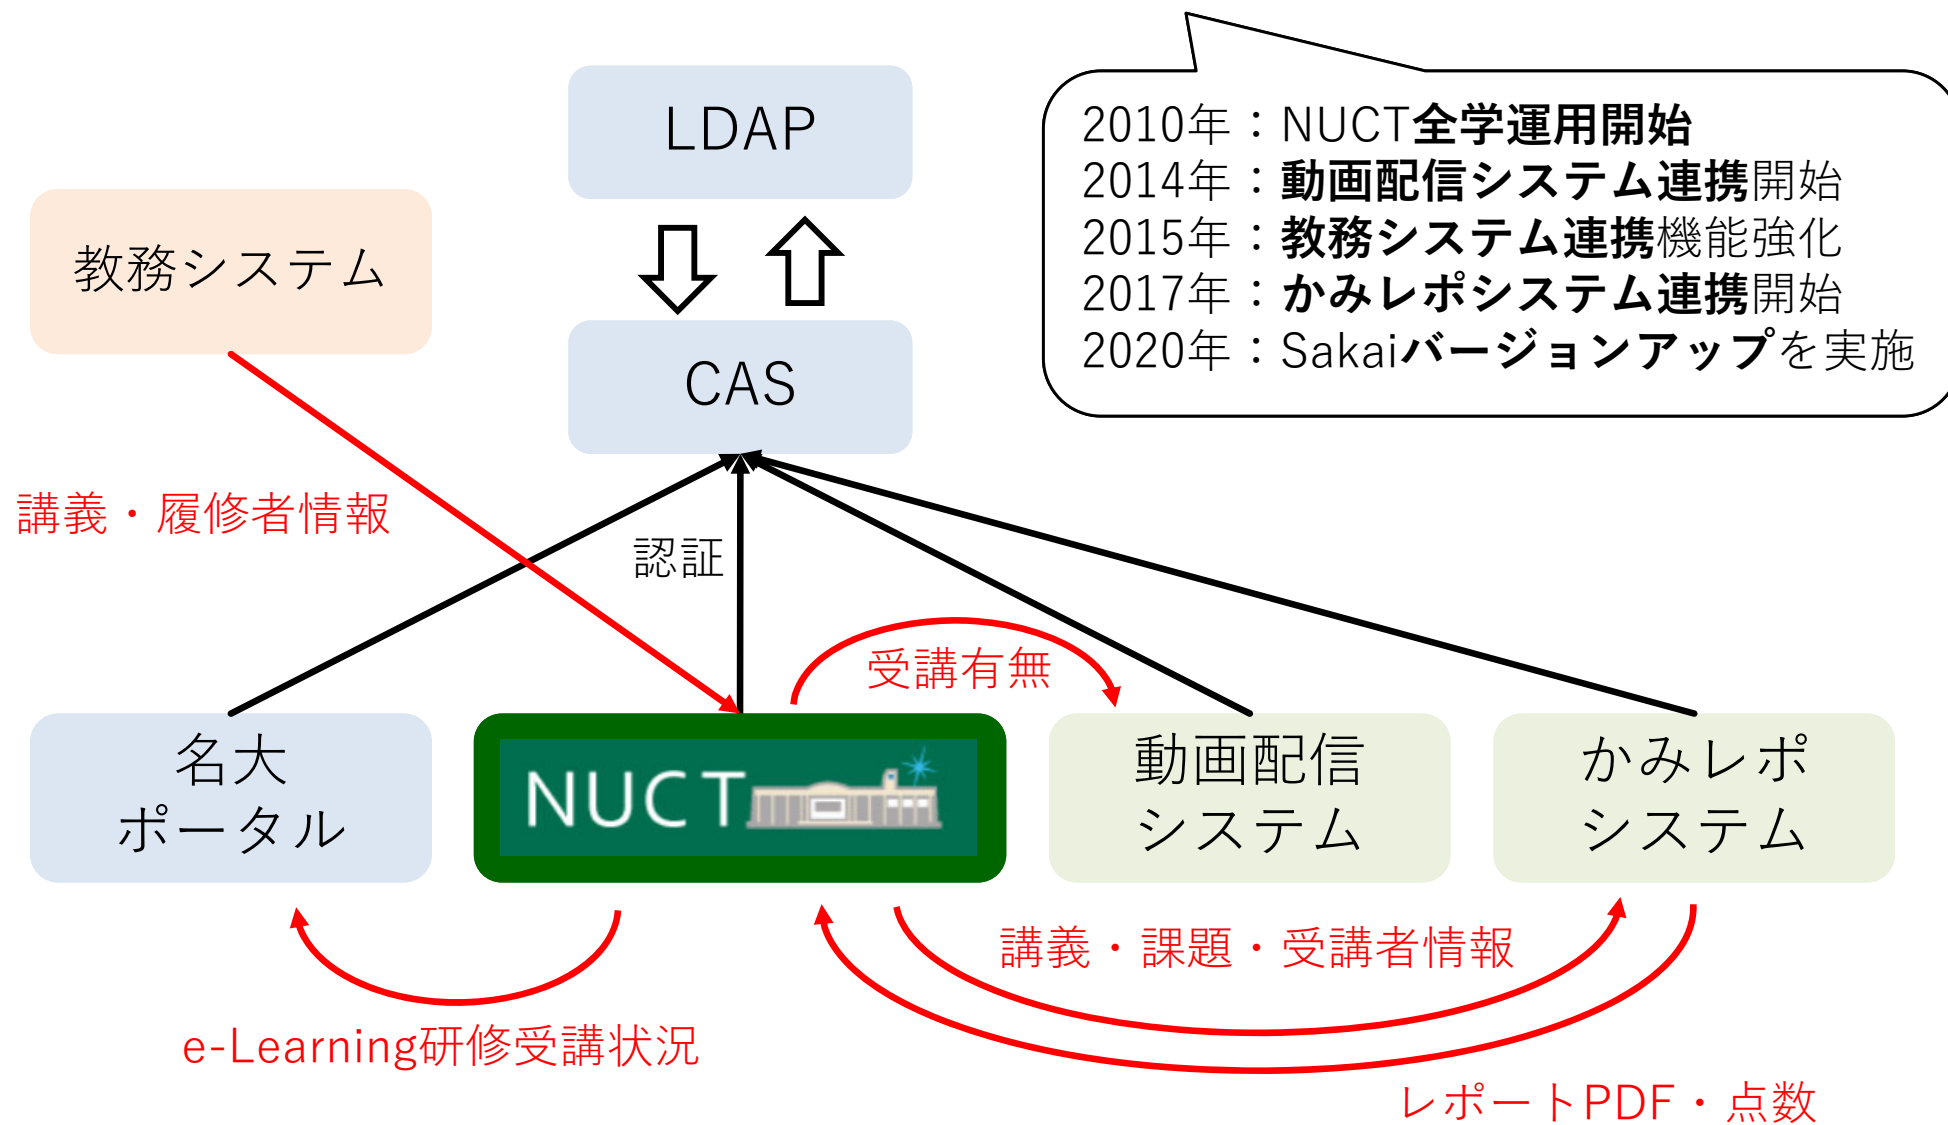 2010年：NUCT全学運用開始
2014年：動画配信システム連携開始
2015年：教務システム連携機能強化
2017年：かみレポシステム連携開始
2020年：Sakaiバージョンアップを実施
LDAP
教務システム
CAS
講義・履修者情報
認証
受講有無
名大
ポータル
NUCT
動画配信
システム
かみレポ
システム
講義・課題・受講者情報
e-Learning研修受講状況
レポートPDF・点数